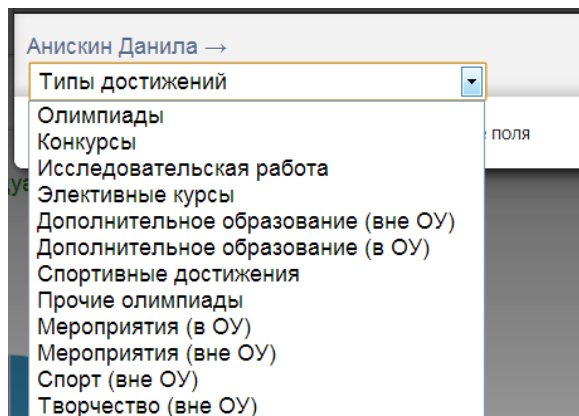 Анискин Данила →
Типы достижений
Олимпиады
Конкурсы
поля
Исследовательская работа
Элективные курсы
Дополнительное образование (вне ОУ)
Дополнительное образование (в ОУ)
Спортивные достижения
Прочие олимпиады
Мероприятия (в ОУ)
Мероприятия (вне ОУ)
Спорт (вне ОУ)
Творчество (вне ОУ)